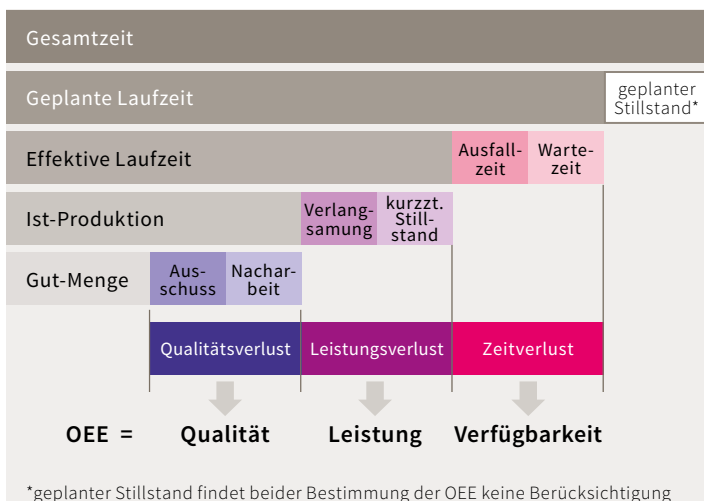 Gesamtzeit
Geplante Laufzeit
geplanter
Stillstand*
Effektive Laufzeit
Ausfall-
zeit
Warte-
zeit
Ist-Produktion
Verlang-
samung
kurzzt.
Still-
stand
Gut-Menge
Aus-
schuss
Nachar-
beit
Qualitätsverlust
Leistungsverlust
Zeitverlust
OEE = Qualität Leistung Verfügbarkeit
*geplanter Stillstand findet beider Bestimmung der OEE keine Berücksichtigung